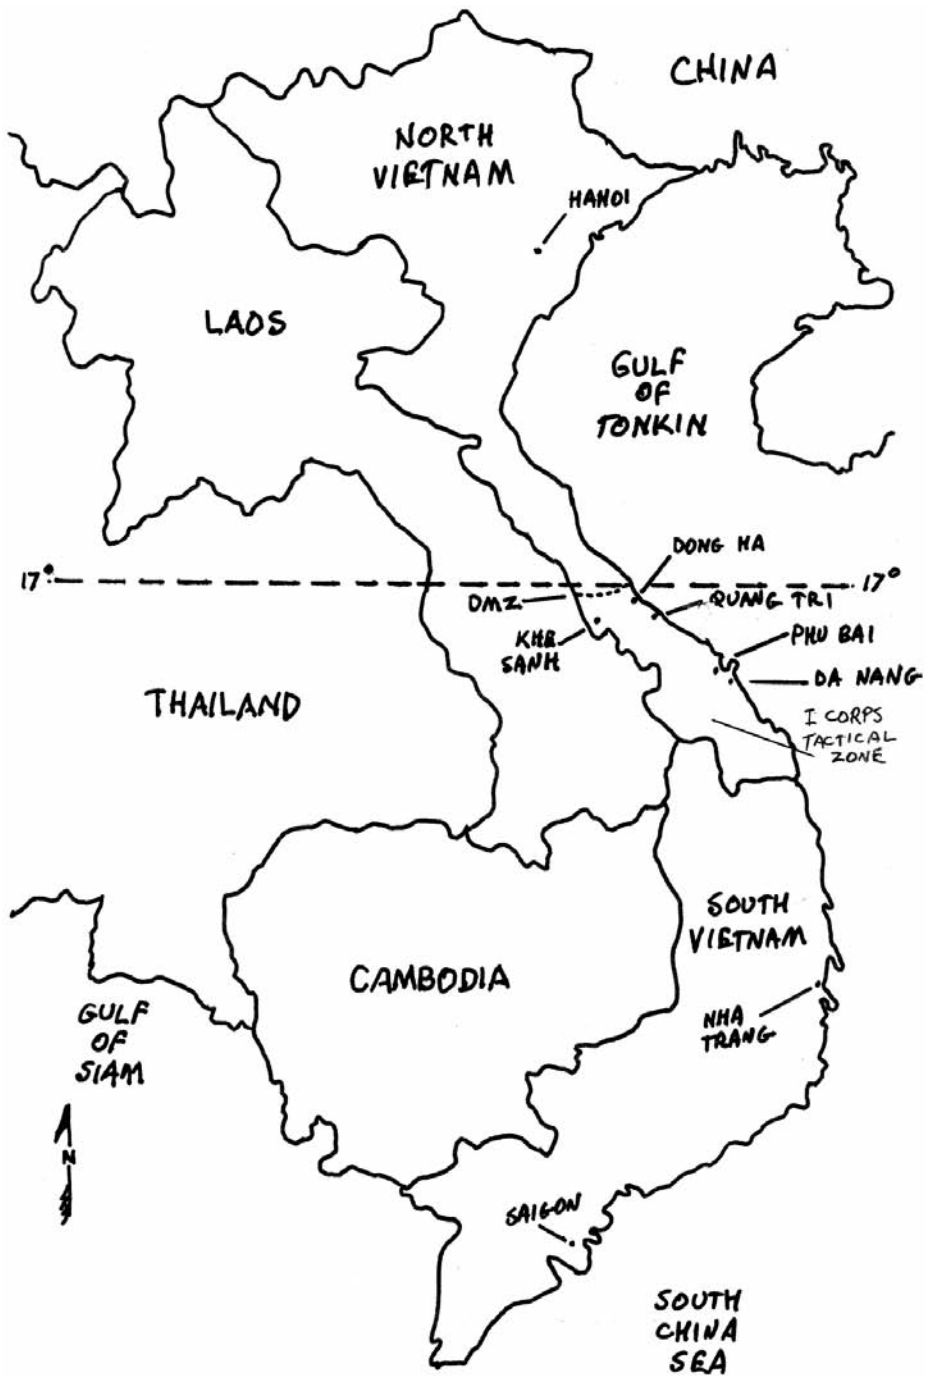 CHINA
NORTH
VIETNAM
HANOI
LAOS
GULF
OF
TONKIN
DONG HA
17°
17°
DMZ
QUANG TRI
KHE
SANH
PHU BAI
DA NANG
THAILAND
I CORPS
TACTICAL
ZONE
SOUTH
VIETNAM
CAMBODIA
GULF
OF
SIAM
NHA
TRANG
N
SAIGON
SOUTH
CHINA
SEA